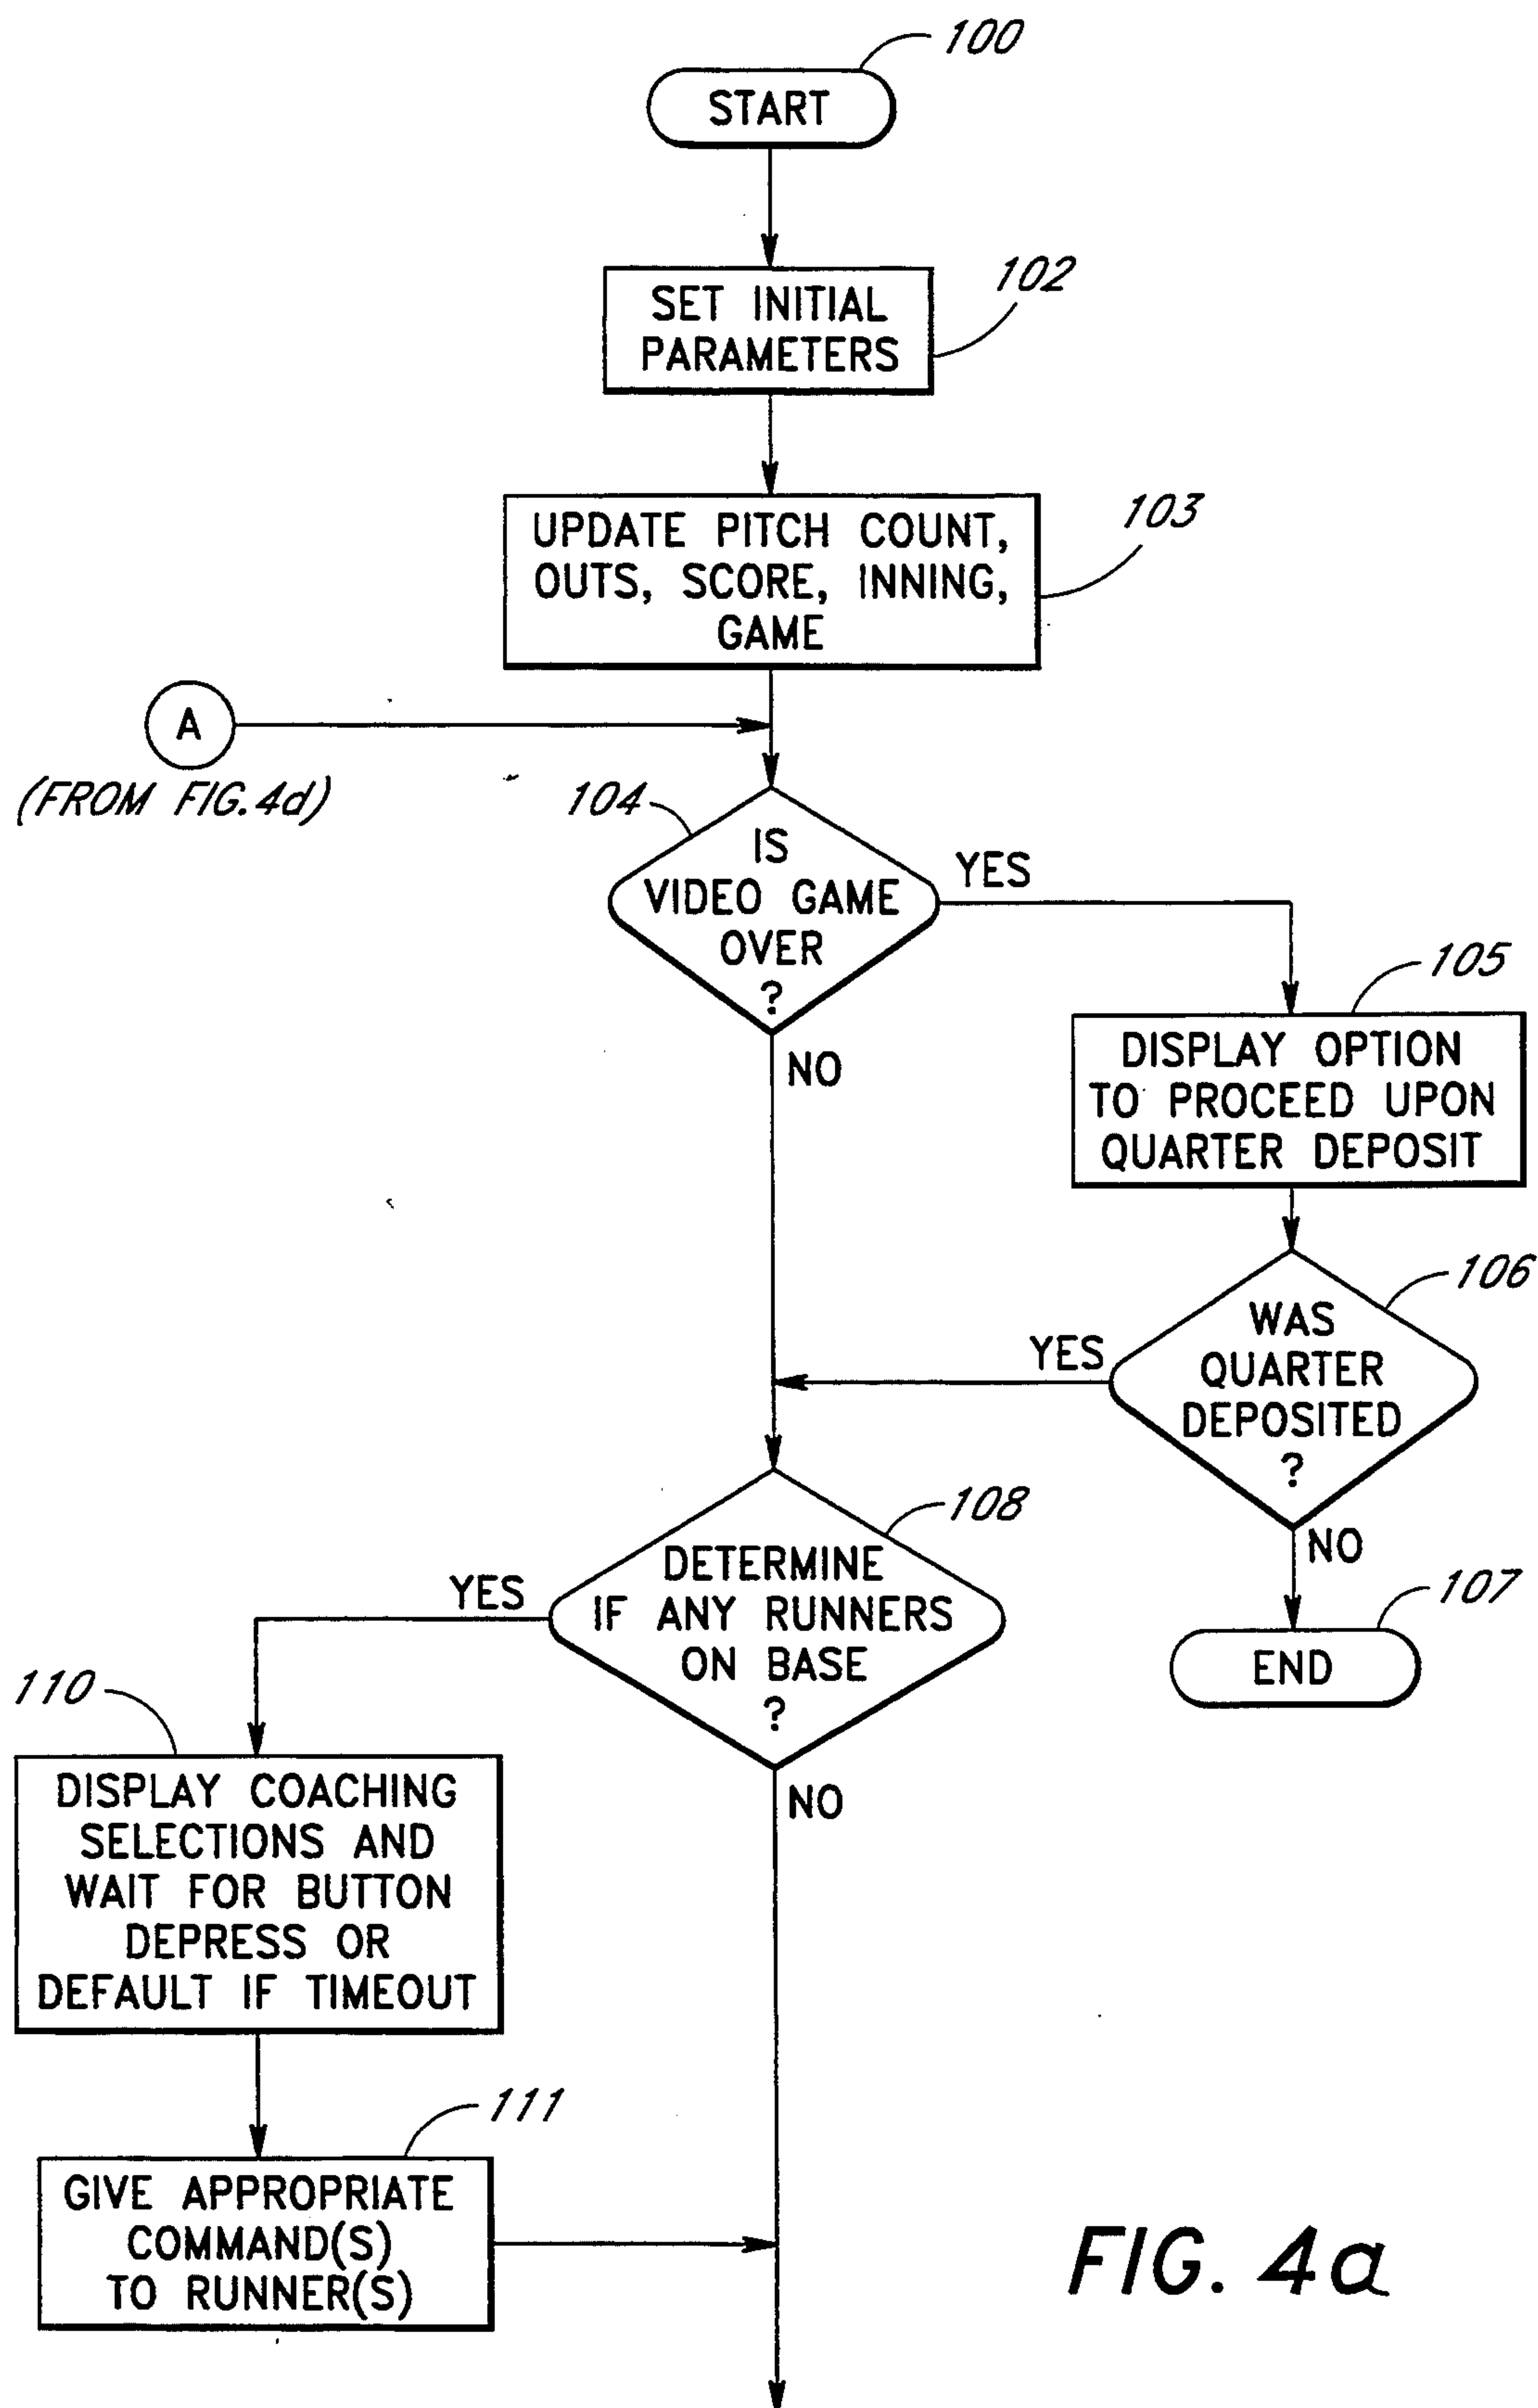 100
START
102
SET INITIAL
PARAMETERS
103
UPDATE PITCH COUNT,
OUTS, SCORE, INNING,
GAME
A
(FROM FIG.4d)
104
IS
VIDEO GAME
OVER
?
YES
NO
105
DISPLAY OPTION
TO PROCEED UPON
QUARTER DEPOSIT
106
WAS
QUARTER
DEPOSITED
?
YES
NO
107
END
108
DETERMINE
IF ANY RUNNERS
ON BASE
?
YES
NO
110
DISPLAY COACHING
SELECTIONS AND
WAIT FOR BUTTON
DEPRESS OR
DEFAULT IF TIMEOUT
111
GIVE APPROPRIATE
COMMAND(S)
TO RUNNER(S)
FIG. 4a